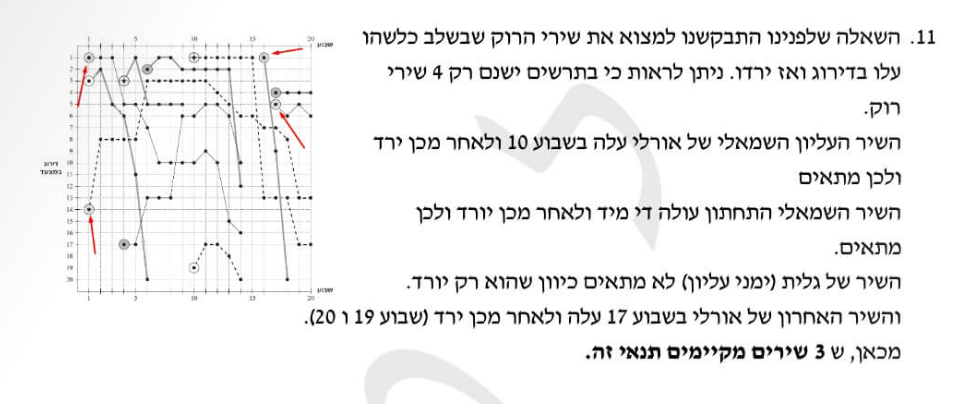 11. השאלה שלפנינו התבקשנו למצוא את שירי הרוק שבשלב כלשהו
עלו בדירוג ואז ירדו. ניתן לראות כי בתרשים ישנם רק 4 שירי
רוק.
השיר העליון השמאלי של אורלי עלה בשבוע 10 ולאחר מכן ירד
ולכן מתאים
השיר השמאלי התחתון עולה די מיד ולאחר מכן יורד ולכן
מתאים.
השיר של גלית (ימני עליון) לא מתאים כיוון שהוא רק יורד.
והשיר האחרון של אורלי בשבוע 17 עלה ולאחר מכן ירד (שבוע 19 ו 20).
מכאן, ש 3 שירים מקיימים תנאי זה.
1 5 10 15 20 שבוע
1
2
3
4
5
6
7
8
9
דירוג 10
במצעד 11
12
13
14
15
16
17
18
19
20
1 5 10 15 20 שבוע